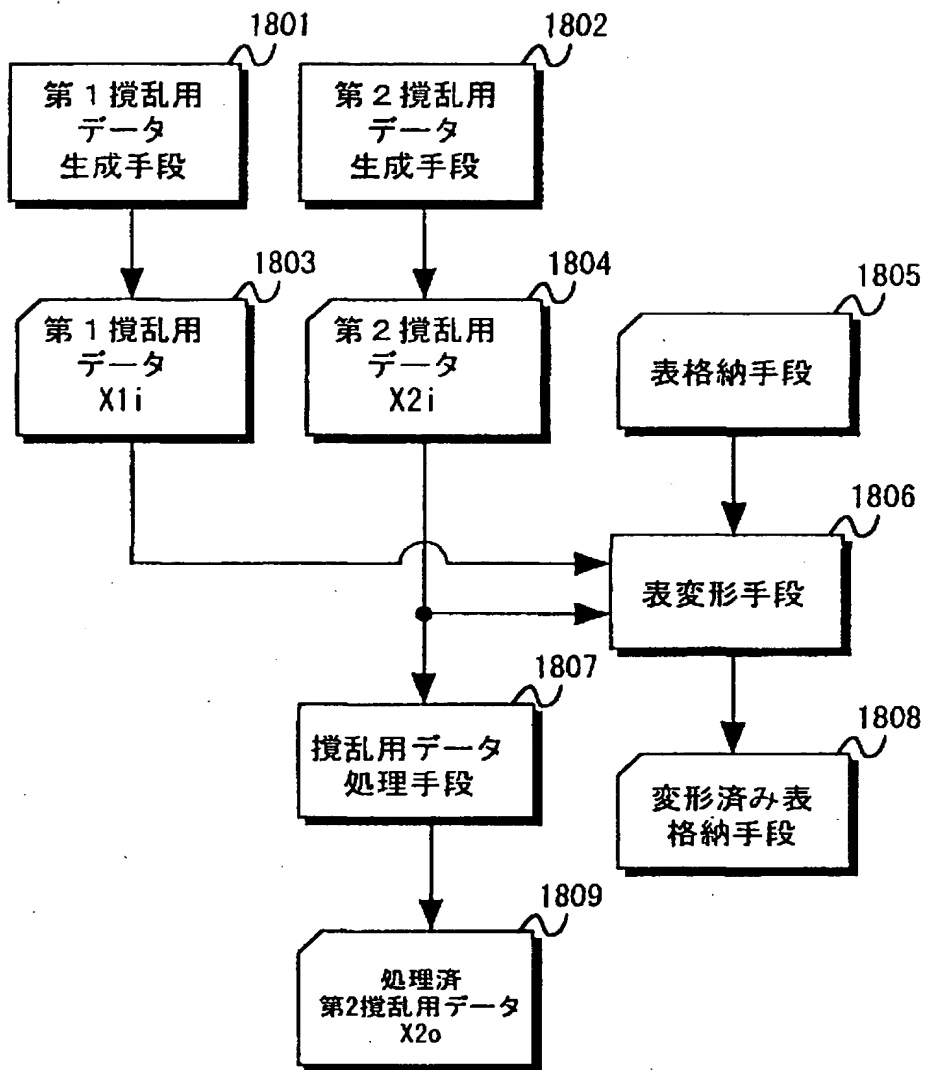 1801
第1撹乱用
データ
生成手段
1802
第2撹乱用
データ
生成手段
1803
第1撹乱用
データ
X1i
1804
第2撹乱用
データ
X2i
1805
表格納手段
1806
表変形手段
1807
撹乱用データ
処理手段
1808
変形済み表
格納手段
1809
処理済
第2撹乱用データ
X2o